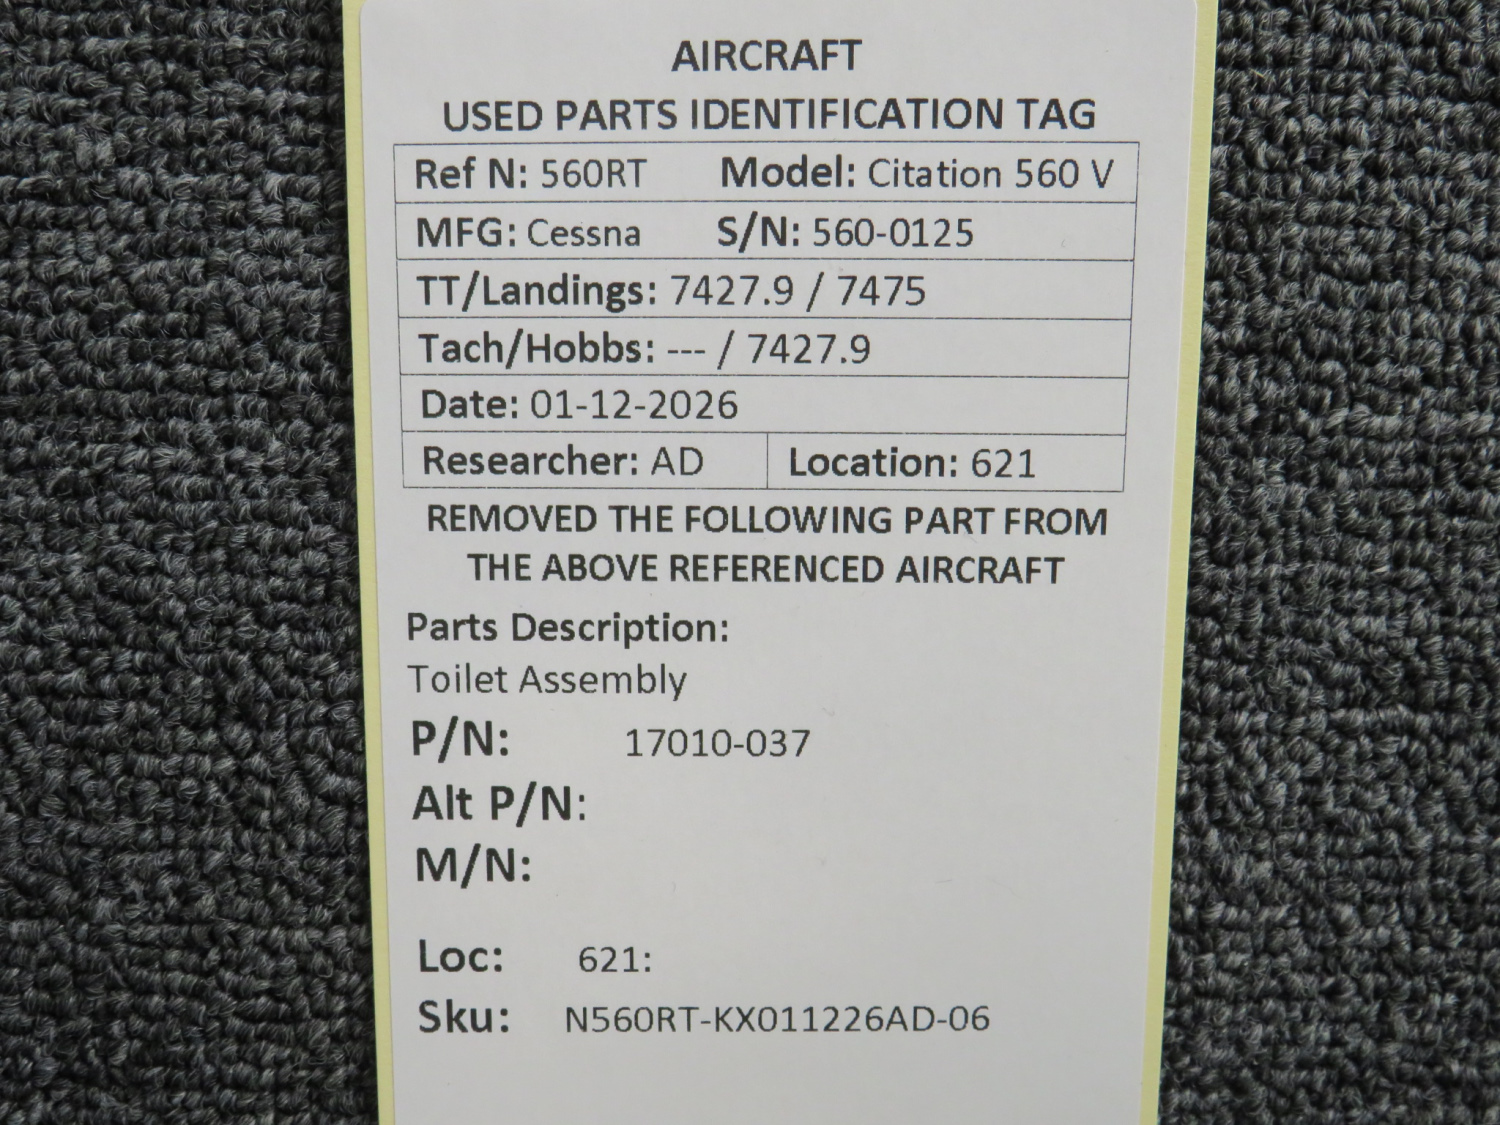 AIRCRAFT
USED PARTS IDENTIFICATION TAG
Ref N: 560RT Model: Citation 560 V
MFG: Cessna S/N: 560-0125
TT/Landings: 7427.9 / 7475
Tach/Hobbs: --- / 7427.9
Date: 01-12-2026
Researcher: AD Location: 621
REMOVED THE FOLLOWING PART FROM
THE ABOVE REFERENCED AIRCRAFT
Parts Description:
Toilet Assembly
P/N: 17010-037
Alt P/N:
M/N:
Loc: 621:
Sku: N560RT-KX011226AD-06